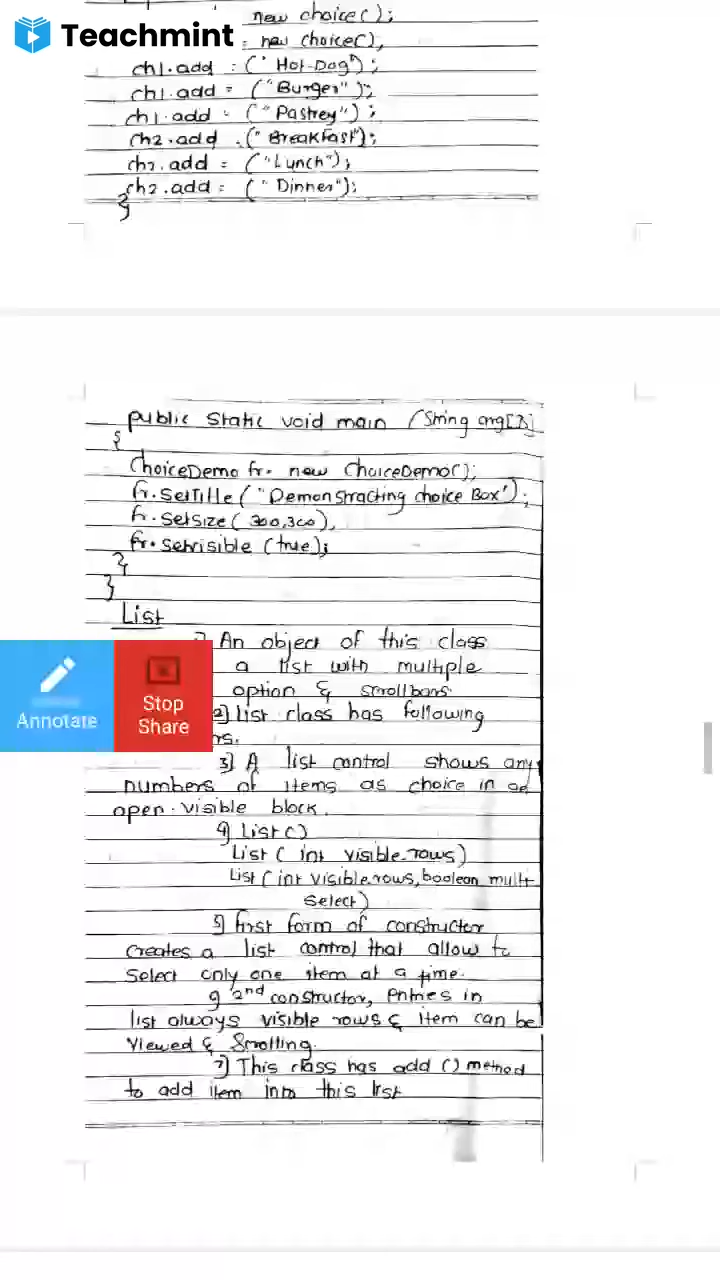 new choice();
Teachmint
= new choice(),
ch1.add = (" Hot-Dog");
ch1.add = ("Burger");
ch1.add = ("Pastrey");
ch2.add .("BreakFast");
ch2.add = ("Lunch");
ch2.add = (" Dinner");
}
public static void main (String arg[])
{
ChoiceDemo fr. new ChoiceDemo();
fr.SetTitle ("Demonstracting choice Box");
fr.Setsize( 300,300),
fr.Setvisible (true);
}
}
List
An object of this class
a list with multiple
option & scrollbars.
2] list class has following
rs.
3] A list control shows any
numbers of items as choice in an
open.visible block.
4] List()
List( int visible.rows)
List (int visible.rows, boolean multi
select)
5] first form of constructor
creates a list control that allow to
Select only one item at a time.
2nd constructor, entries in
list always visible rows & item can be
Viewed & Scrolling.
7] This class has add () method
to add item into this list
Annotate
Stop
Share